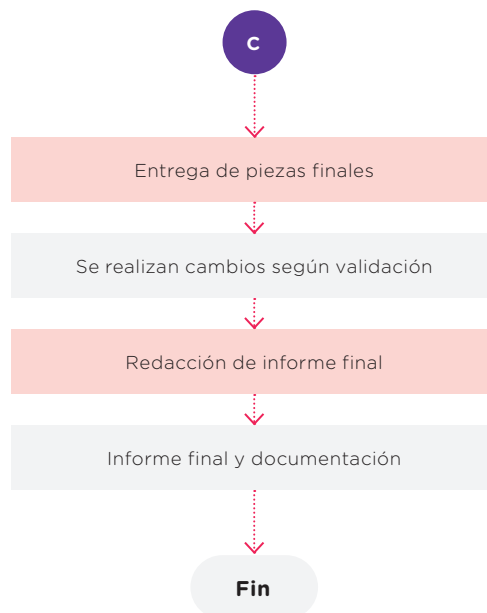 C
Entrega de piezas finales
Se realizan cambios según validación
Redacción de informe final
Informe final y documentación
Fin